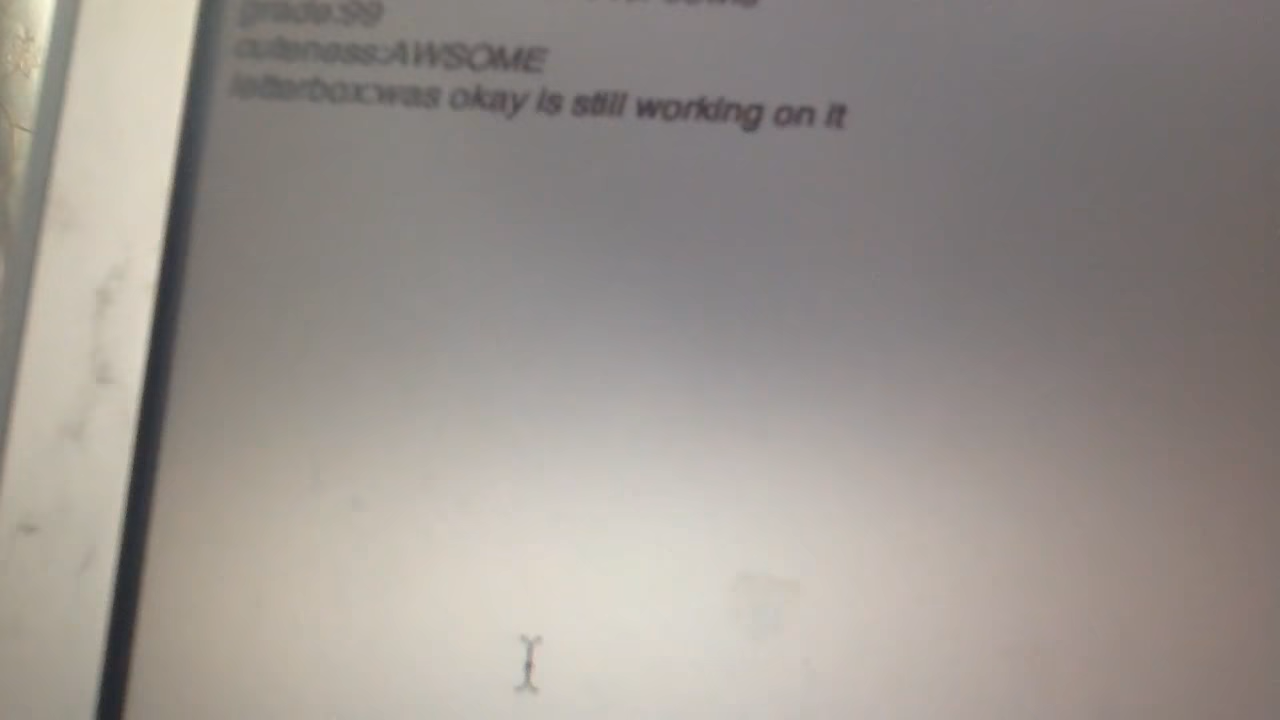 grade:99
cuteness:AWSOME
letterbox:was okay is still working on it